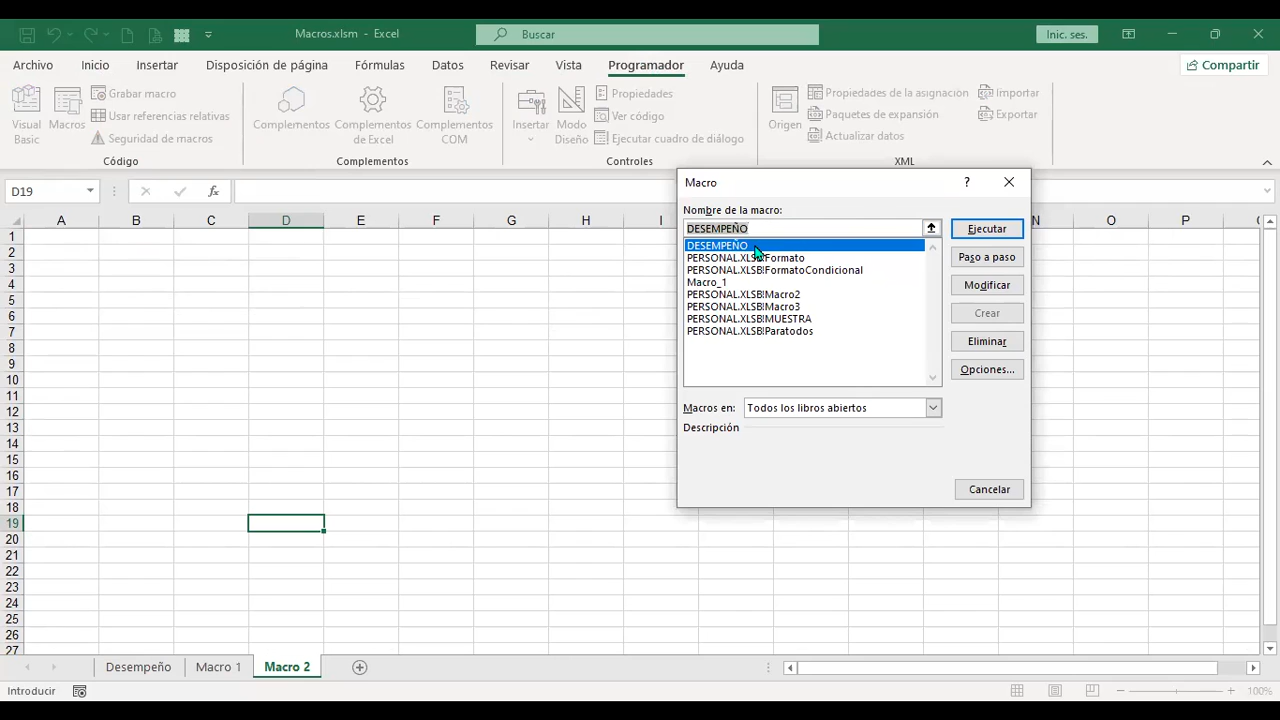 Macros.xlsm - Excel
Buscar
Inic. ses.
Archivo Inicio Insertar Disposición de página Fórmulas Datos Revisar Vista Programador Ayuda
Compartir
Visual Basic
Macros
Grabar macro
Usar referencias relativas
Seguridad de macros
Código
Complementos
Complementos de Excel
Complementos COM
Complementos
Insertar
Modo Diseño
Propiedades
Ver código
Ejecutar cuadro de diálogo
Controles
Origen
Propiedades de la asignación
Paquetes de expansión
Actualizar datos
Importar
Exportar
XML
D19
fx
A B C D E F G H I N O P
1
2
3
4
5
6
7
8
9
10
11
12
13
14
15
16
17
18
19
20
21
22
23
24
25
26
27
Macro
?
Nombre de la macro:
DESEMPEÑO
DESEMPEÑO
PERSONAL.XLSB!Formato
PERSONAL.XLSB!FormatoCondicional
Macro_1
PERSONAL.XLSB!Macro2
PERSONAL.XLSB!Macro3
PERSONAL.XLSB!MUESTRA
PERSONAL.XLSB!Paratodos
Ejecutar
Paso a paso
Modificar
Crear
Eliminar
Opciones...
Macros en: Todos los libros abiertos
Descripción
Cancelar
Desempeño Macro 1 Macro 2
Introducir
100%